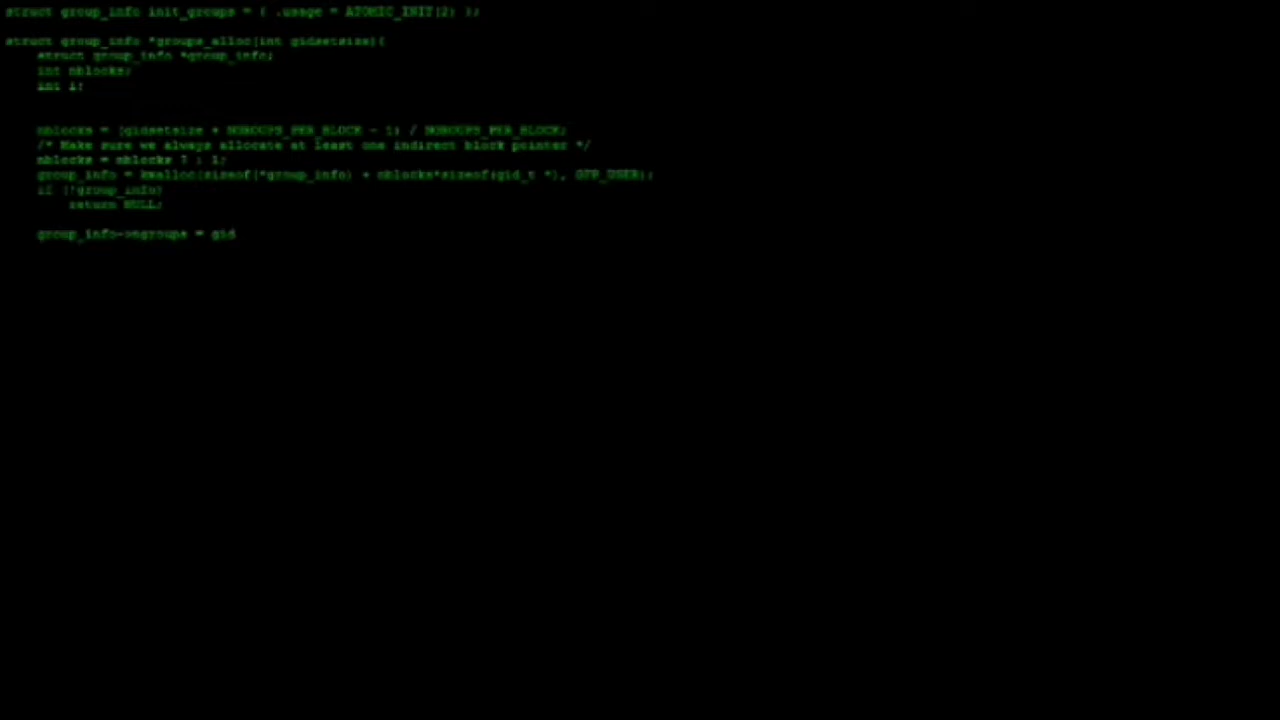 struct group_info init_groups = { .usage = ATOMIC_INIT(2) };
struct group_info *groups_alloc(int gidsetsize){
struct group_info *group_info;
int nblocks;
int i;
nblocks = (gidsetsize + NGROUPS_PER_BLOCK - 1) / NGROUPS_PER_BLOCK;
/* Make sure we always allocate at least one indirect block pointer */
nblocks = nblocks ? : 1;
group_info = kmalloc(sizeof(*group_info) + nblocks*sizeof(gid_t *), GFP_USER);
if (!group_info)
return NULL;
group_info->ngroups = gid